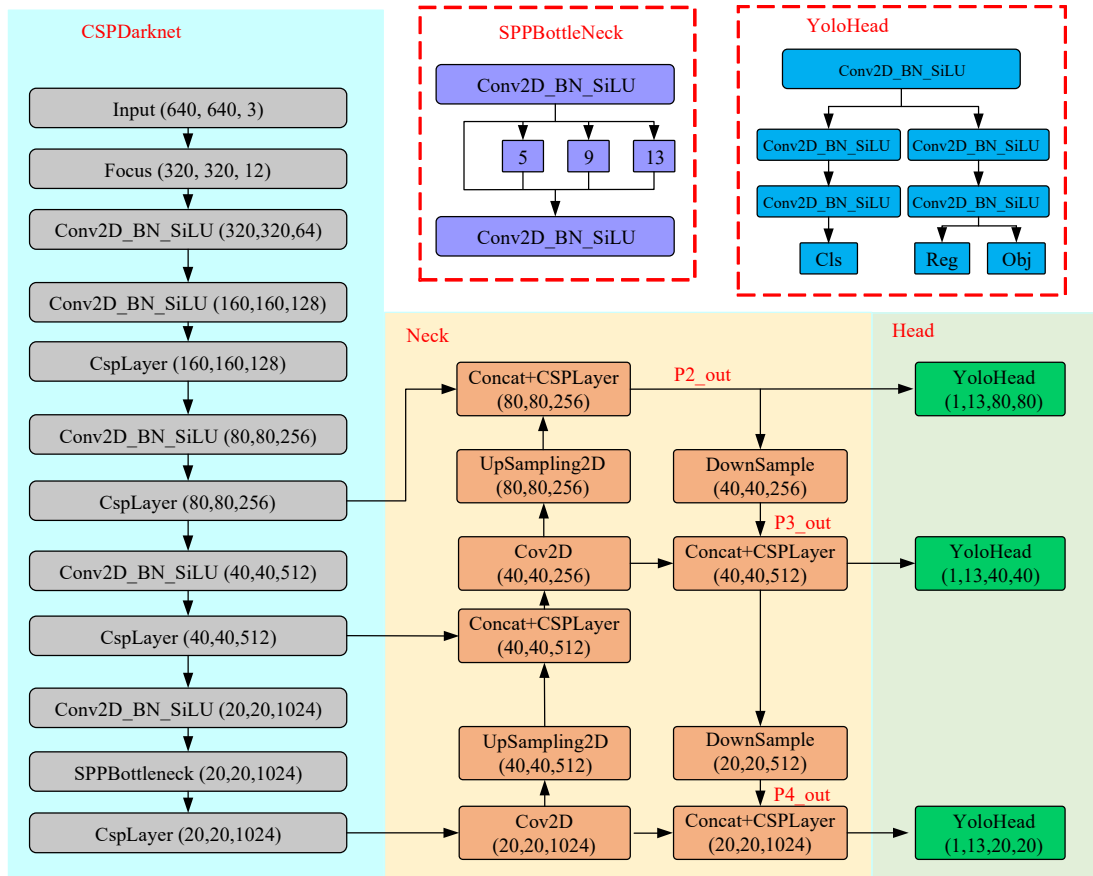 CSPDarknet
Input (640, 640, 3)
Focus (320, 320, 12)
Conv2D_BN_SiLU (320,320,64)
Conv2D_BN_SiLU (160,160,128)
CspLayer (160,160,128)
Conv2D_BN_SiLU (80,80,256)
CspLayer (80,80,256)
Conv2D_BN_SiLU (40,40,512)
CspLayer (40,40,512)
Conv2D_BN_SiLU (20,20,1024)
SPPBottleneck (20,20,1024)
CspLayer (20,20,1024)
SPPBottleNeck
Conv2D_BN_SiLU
5
9
13
Conv2D_BN_SiLU
YoloHead
Conv2D_BN_SiLU
Conv2D_BN_SiLU
Conv2D_BN_SiLU
Conv2D_BN_SiLU
Conv2D_BN_SiLU
Cls
Reg
Obj
Neck
Concat+CSPLayer
(80,80,256)
UpSampling2D
(80,80,256)
Cov2D
(40,40,256)
Concat+CSPLayer
(40,40,512)
UpSampling2D
(40,40,512)
Cov2D
(20,20,1024)
P2_out
DownSample
(40,40,256)
P3_out
Concat+CSPLayer
(40,40,512)
DownSample
(20,20,512)
P4_out
Concat+CSPLayer
(20,20,1024)
Head
YoloHead
(1,13,80,80)
YoloHead
(1,13,40,40)
YoloHead
(1,13,20,20)